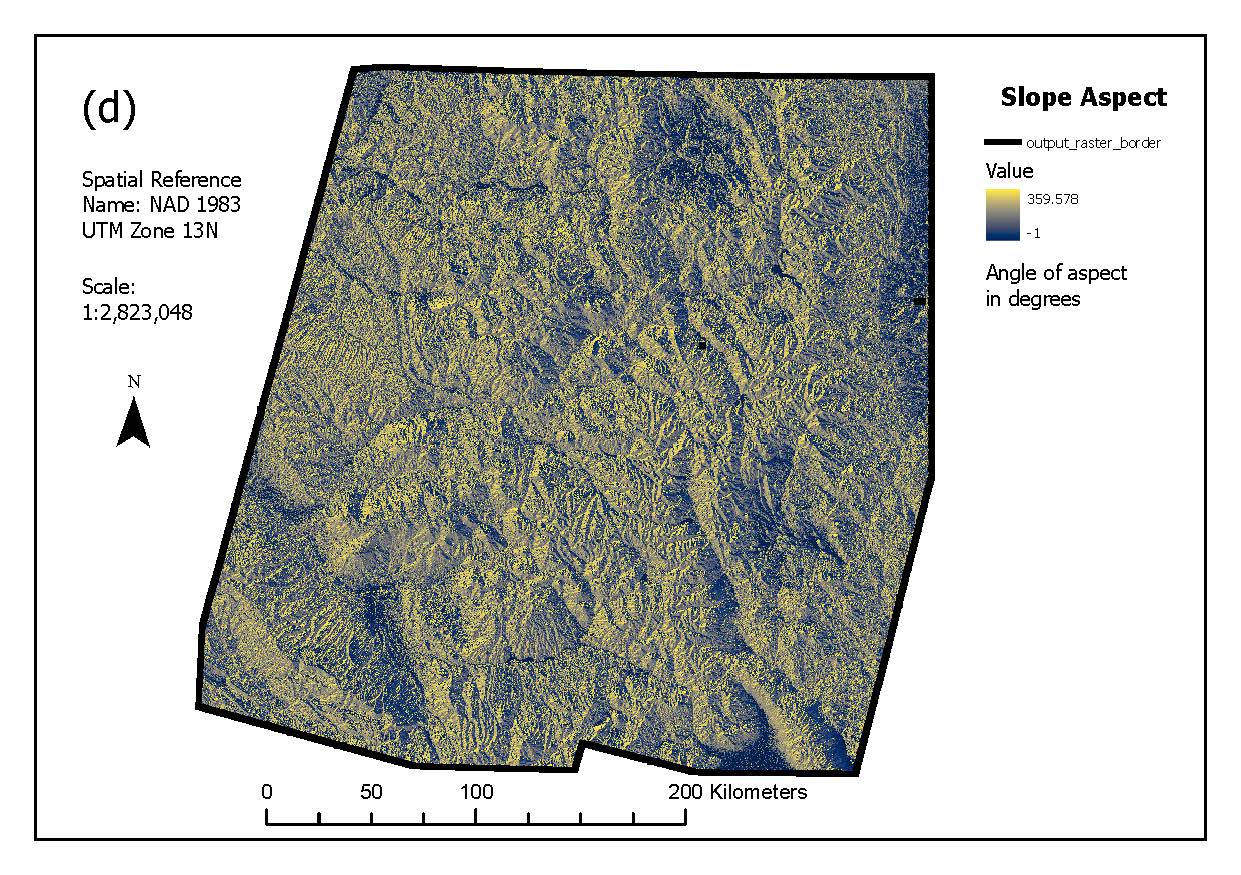 (d)
Spatial Reference
Name: NAD 1983
UTM Zone 13N
Scale:
1:2,823,048
N
Slope Aspect
output_raster_border
Value
359.578
-1
Angle of aspect
in degrees
0 50 100 200 Kilometers